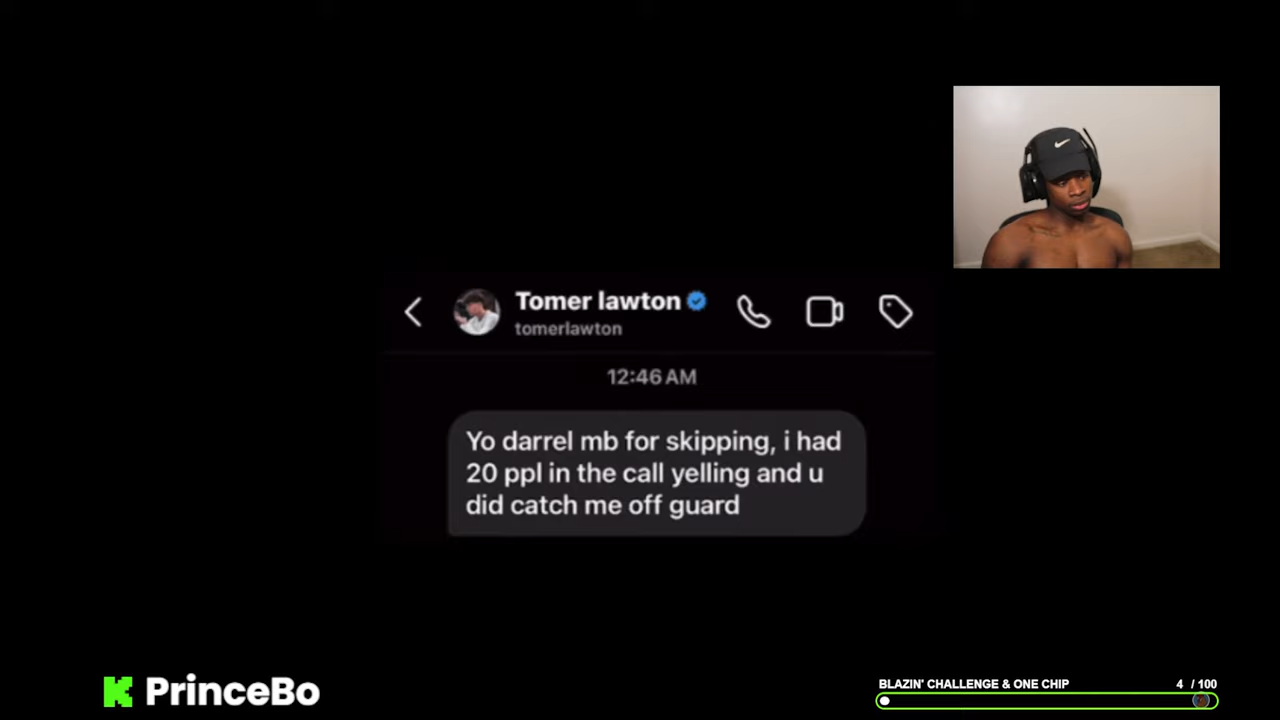 Tomer lawton
tomerlawton
12:46 AM
Yo darrel mb for skipping, i had
20 ppl in the call yelling and u
did catch me off guard
PrinceBo
BLAZIN' CHALLENGE & ONE CHIP 4 / 100